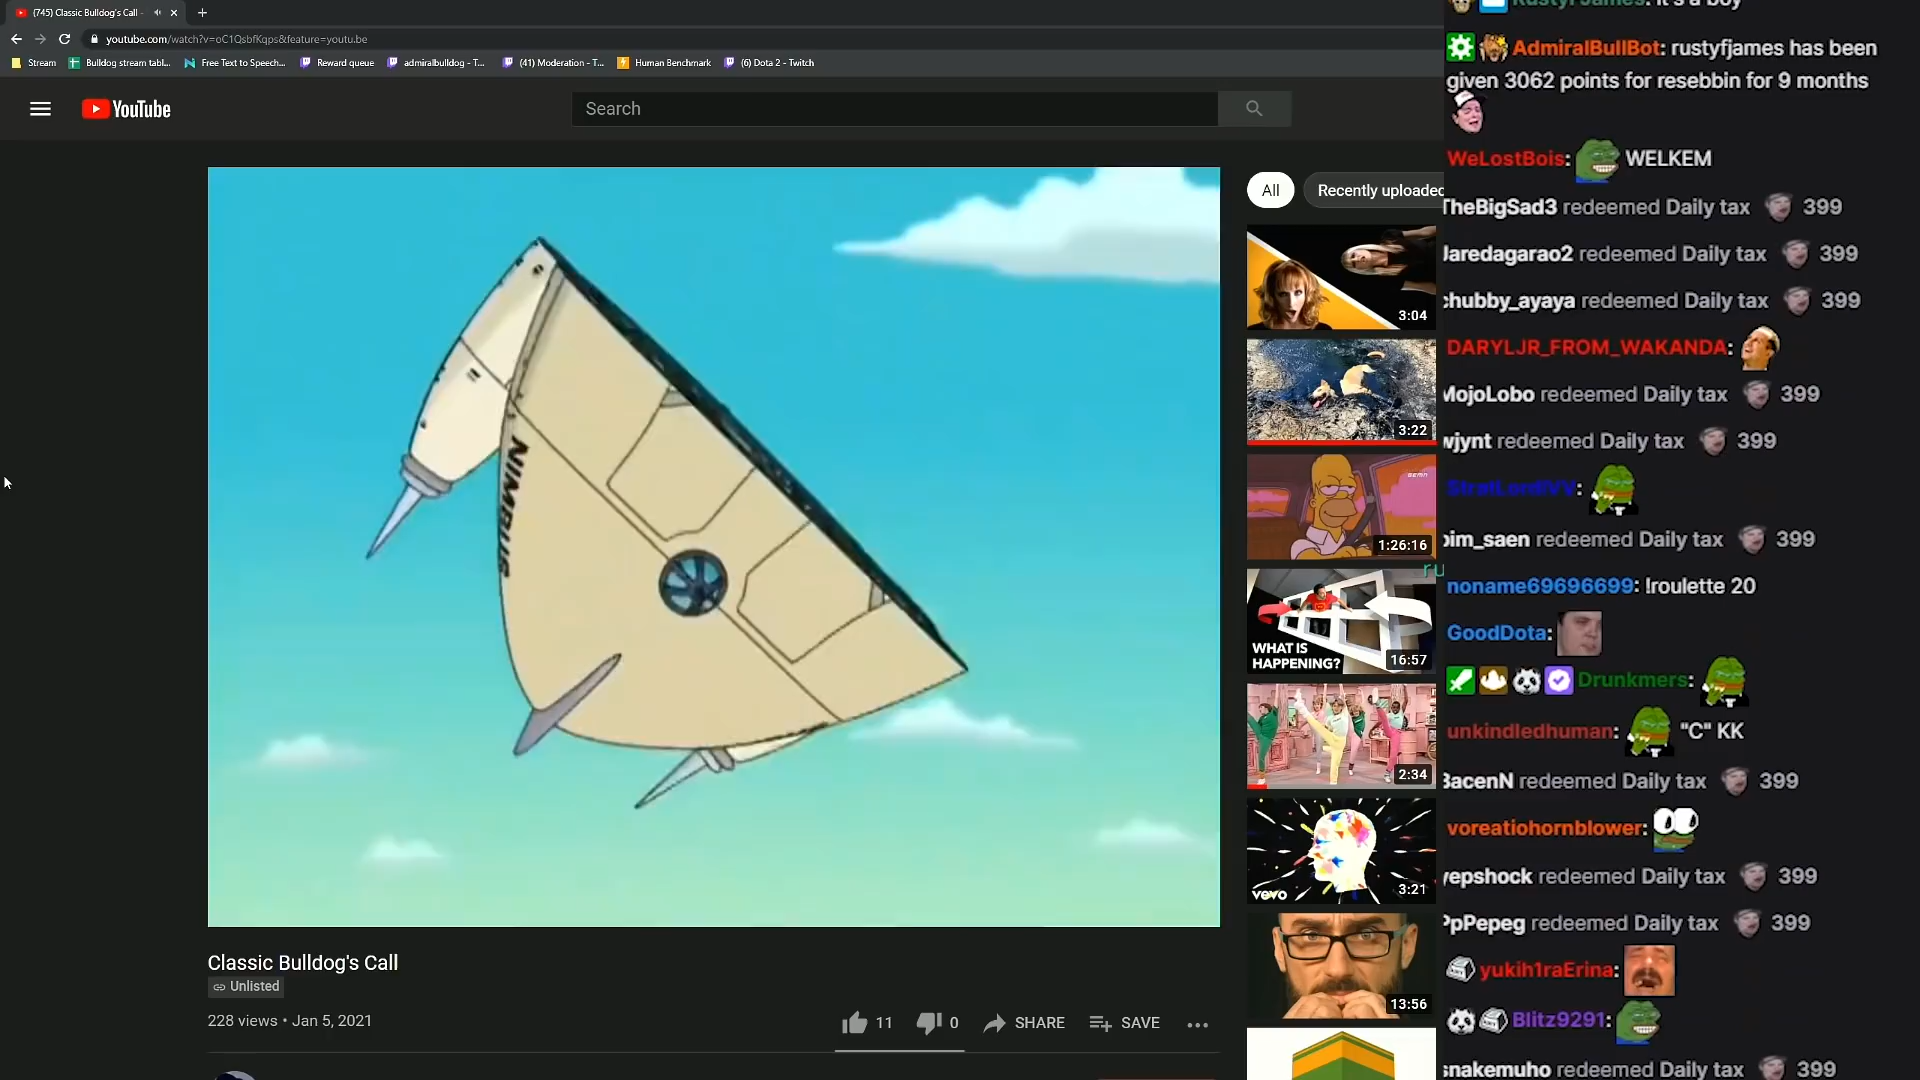 (745) Classic Bulldog's Call -
youtube.com/watch?v=oC1QsbfKqps&feature=youtu.be
Stream
Bulldog stream tabl...
Free Text to Speech...
Reward queue
admiralbulldog - T...
(41) Moderation - T...
Human Benchmark
(6) Dota 2 - Twitch
YouTube
Search
NIMBUS
All
Recently uploaded
3:04
3:22
1:26:16
WHAT IS
HAPPENING?
16:57
2:34
vevo
3:21
13:56
Classic Bulldog's Call
Unlisted
228 views • Jan 5, 2021
11
0
SHARE
SAVE
ru
RustyFJames: it's a boy
AdmiralBullBot: rustyfjames has been
given 3062 points for resebbin for 9 months
WeLostBois: WELKEM
TheBigSad3 redeemed Daily tax 399
Jaredagarao2 redeemed Daily tax 399
chubby_ayaya redeemed Daily tax 399
DARYLJR_FROM_WAKANDA:
MojoLobo redeemed Daily tax 399
wjynt redeemed Daily tax 399
StratLordIVV:
redeemed Daily tax 399
noname69696699: !roulette 20
GoodDota:
Drunkmers:
unkindledhuman: "C" KK
BacenN redeemed Daily tax 399
voreatiohornblower:
yepshock redeemed Daily tax 399
PpPepeg redeemed Daily tax 399
yukih1raErina:
Blitz9291:
snakemuho redeemed Daily tax 399